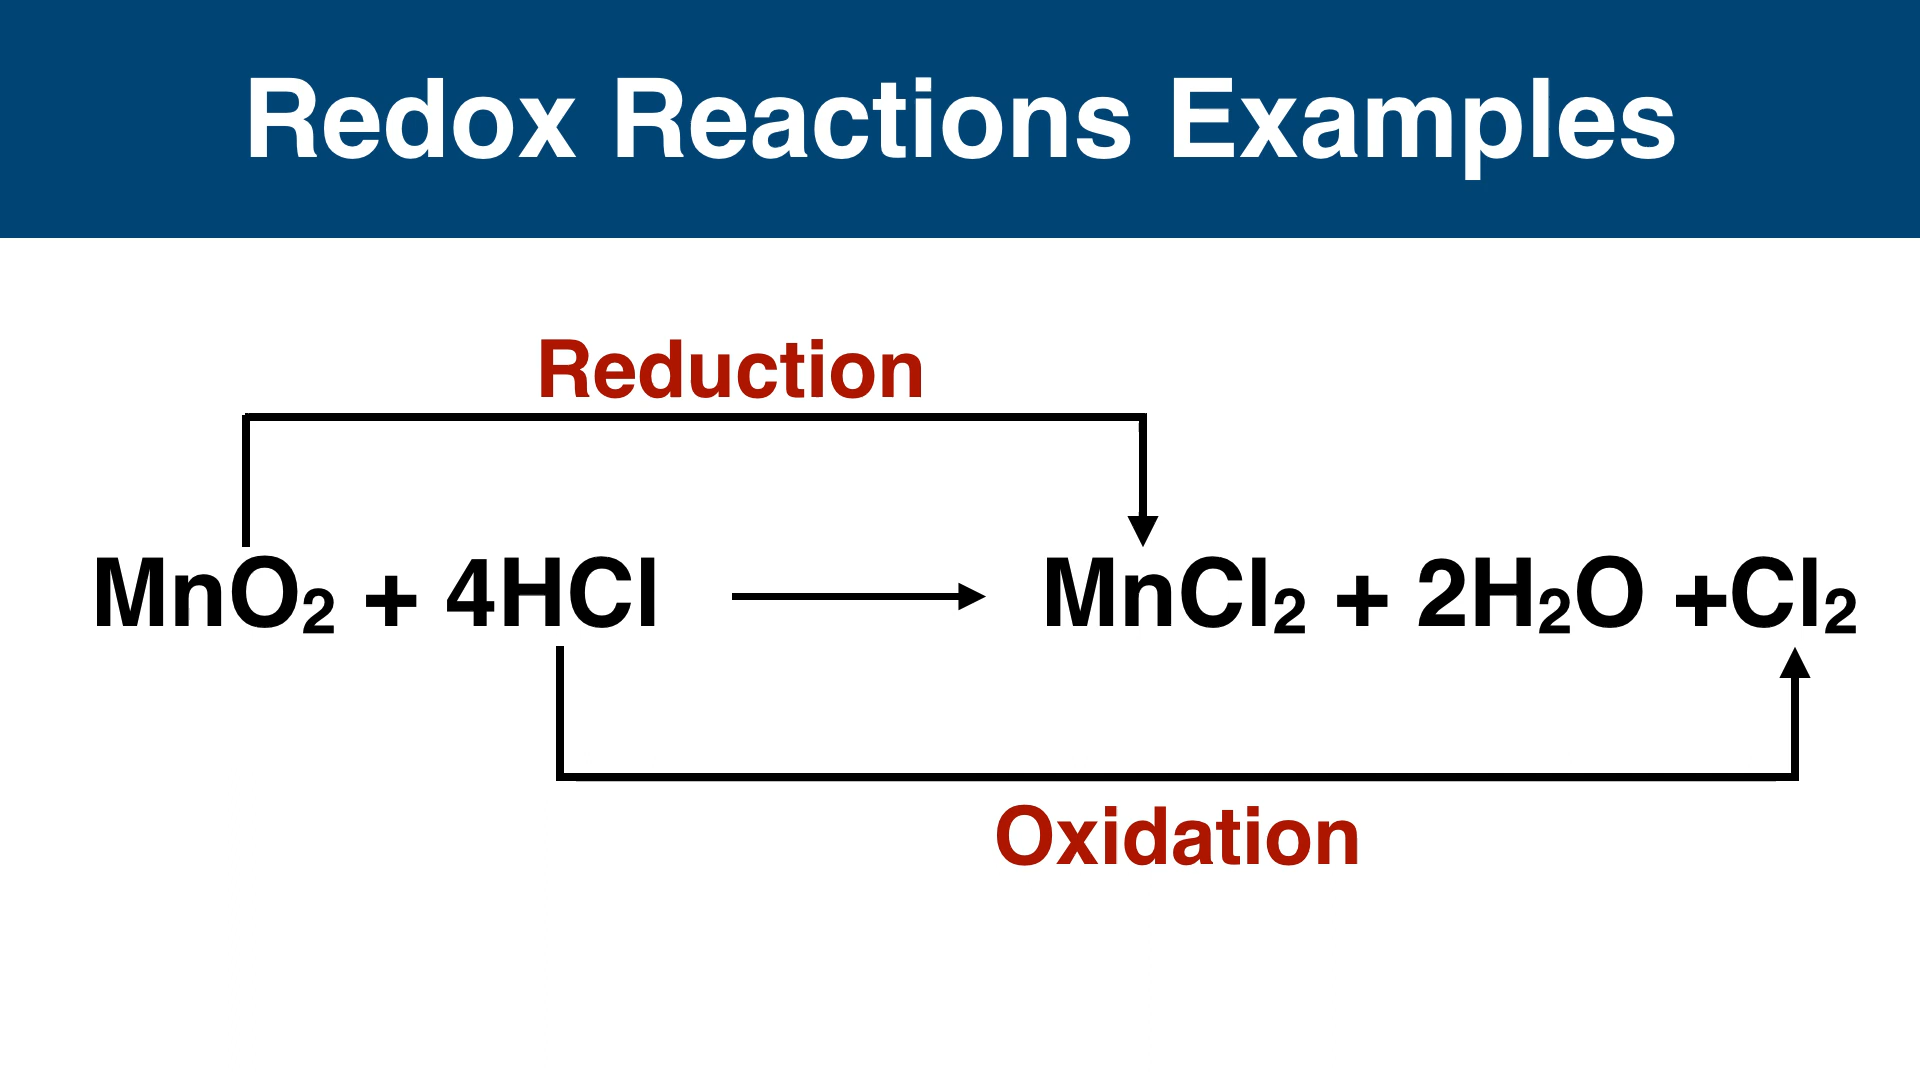 Redox Reactions Examples
Reduction
MnO₂ + 4HCl ⟶ MnCl₂ + 2H₂O +Cl₂
Oxidation